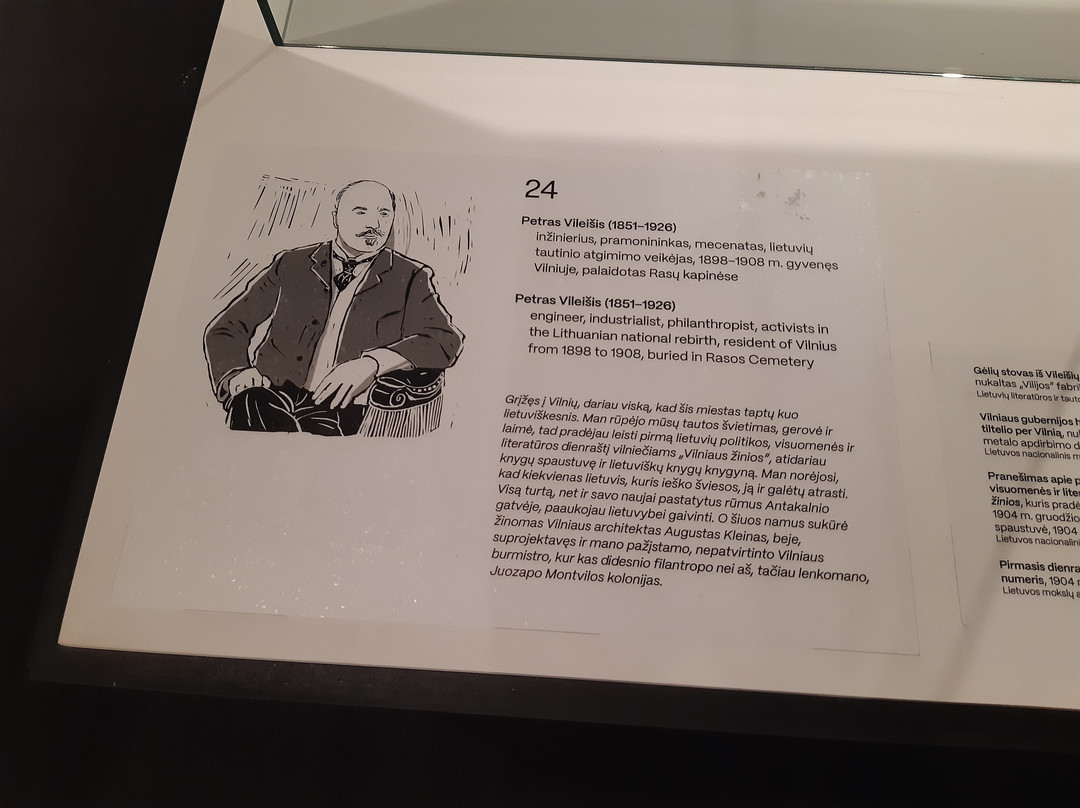 24
Petras Vileišis (1851–1926)
inžinierius, pramonininkas, mecenatas, lietuvių
tautinio atgimimo veikėjas, 1898–1908 m. gyvenęs
Vilniuje, palaidotas Rasų kapinėse
Petras Vileišis (1851–1926)
engineer, industrialist, philanthropist, activists in
the Lithuanian national rebirth, resident of Vilnius
from 1898 to 1908, buried in Rasos Cemetery
Grįžęs į Vilnių, dariau viską, kad šis miestas taptų kuo
lietuviškesnis. Man rūpėjo mūsų tautos švietimas, gerovė ir
laimė, tad pradėjau leisti pirmą lietuvių politikos, visuomenės ir
literatūros dienraštį vilniečiams „Vilniaus žinios“, atidariau
knygų spaustuvę ir lietuviškų knygų knygyną. Man norėjosi,
kad kiekvienas lietuvis, kuris ieško šviesos, ją ir galėtų atrasti.
Visą turtą, net ir savo naujai pastatytus rūmus Antakalnio
gatvėje, paaukojau lietuvybei gaivinti. O šiuos namus sukūrė
žinomas Vilniaus architektas Augustas Kleinas, beje,
suprojektavęs ir mano pažįstamo, nepatvirtinto Vilniaus
burmistro, kur kas didesnio filantropo nei aš, tačiau lenkomano,
Juozapo Montvilos kolonijas.
Gėlių stovas iš Vileišių
nukaltas „Vilijos“
Lietuvių literatūros ir
Vilniaus gubernijos
tiltelio per Vilnią,
metalo apdirbimo
Lietuvos nacionalinis
Pranešimas apie
visuomenės ir
žinios, kuris
1904 m. gruodžio
spaustuvė, 1904
Lietuvos
Pirmasis
numeris, 1904
Lietuvos mokslų